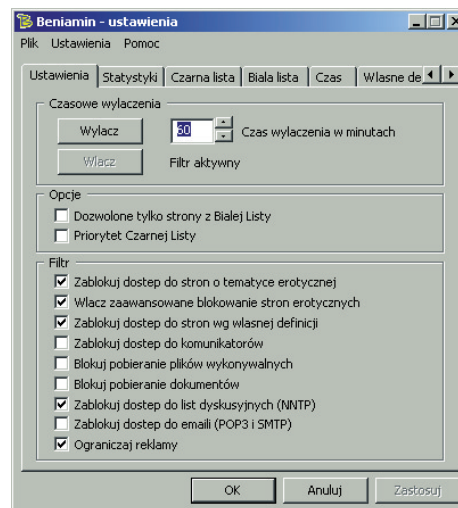 Beniamin - ustawienia
Plik Ustawienia Pomoc
Ustawienia Statystyki Czarna lista Biala lista Czas Wlasne de
Czasowe wylaczenia
Wylacz 60 Czas wylaczenia w minutach
Wlacz Filtr aktywny
Opcje
Dozwolone tylko strony z Bialej Listy
Priorytet Czarnej Listy
Filtr
Zablokuj dostep do stron o tematyce erotycznej
Wlacz zaawansowane blokowanie stron erotycznych
Zablokuj dostep do stron wg wlasnej definicji
Zablokuj dostep do komunikatorów
Blokuj pobieranie plików wykonywalnych
Blokuj pobieranie dokumentów
Zablokuj dostep do list dyskusyjnych (NNTP)
Zablokuj dostep do emaili (POP3 i SMTP)
Ograniczaj reklamy
OK Anuluj Zastosuj